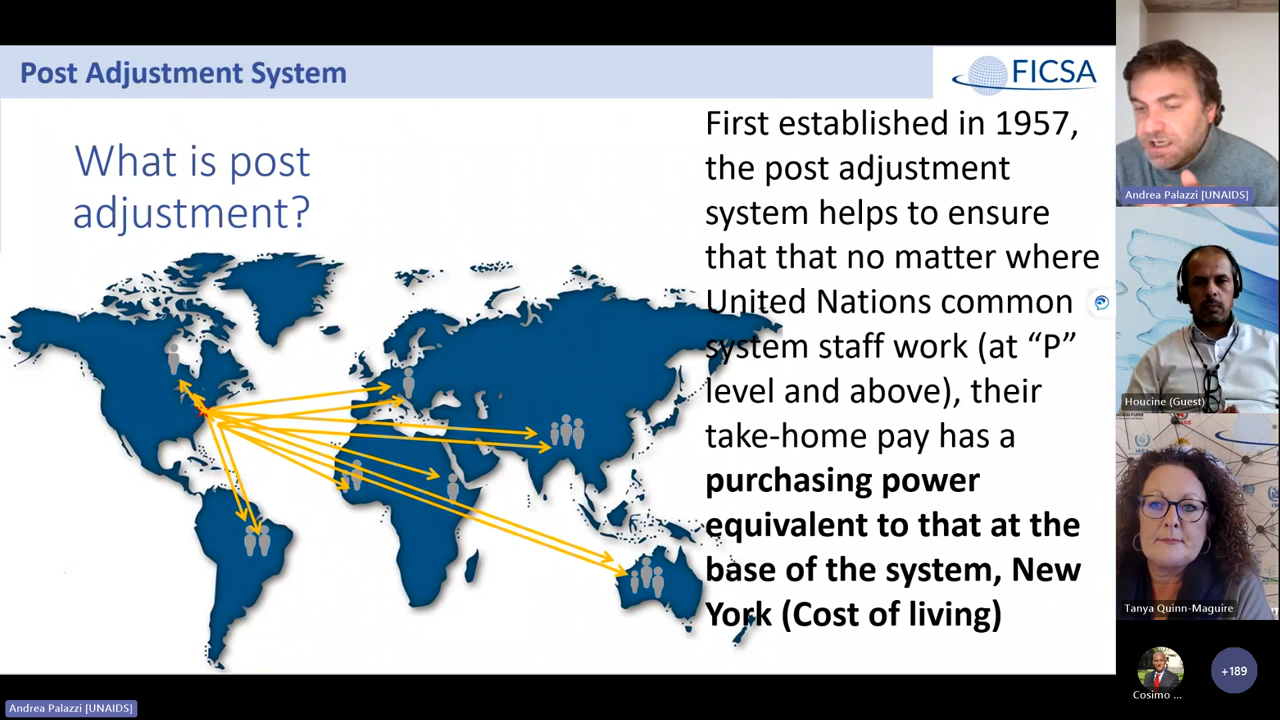 Post Adjustment System
FICSA
What is post
adjustment?
First established in 1957,
the post adjustment
system helps to ensure
that that no matter where
United Nations common
system staff work (at “P”
level and above), their
take-home pay has a
purchasing power
equivalent to that at the
base of the system, New
York (Cost of living)
Andrea Palazzi [UNAIDS]
Houcine (Guest)
Tanya Quinn-Maguire
Cosimo ...
+189
Andrea Palazzi [UNAIDS]